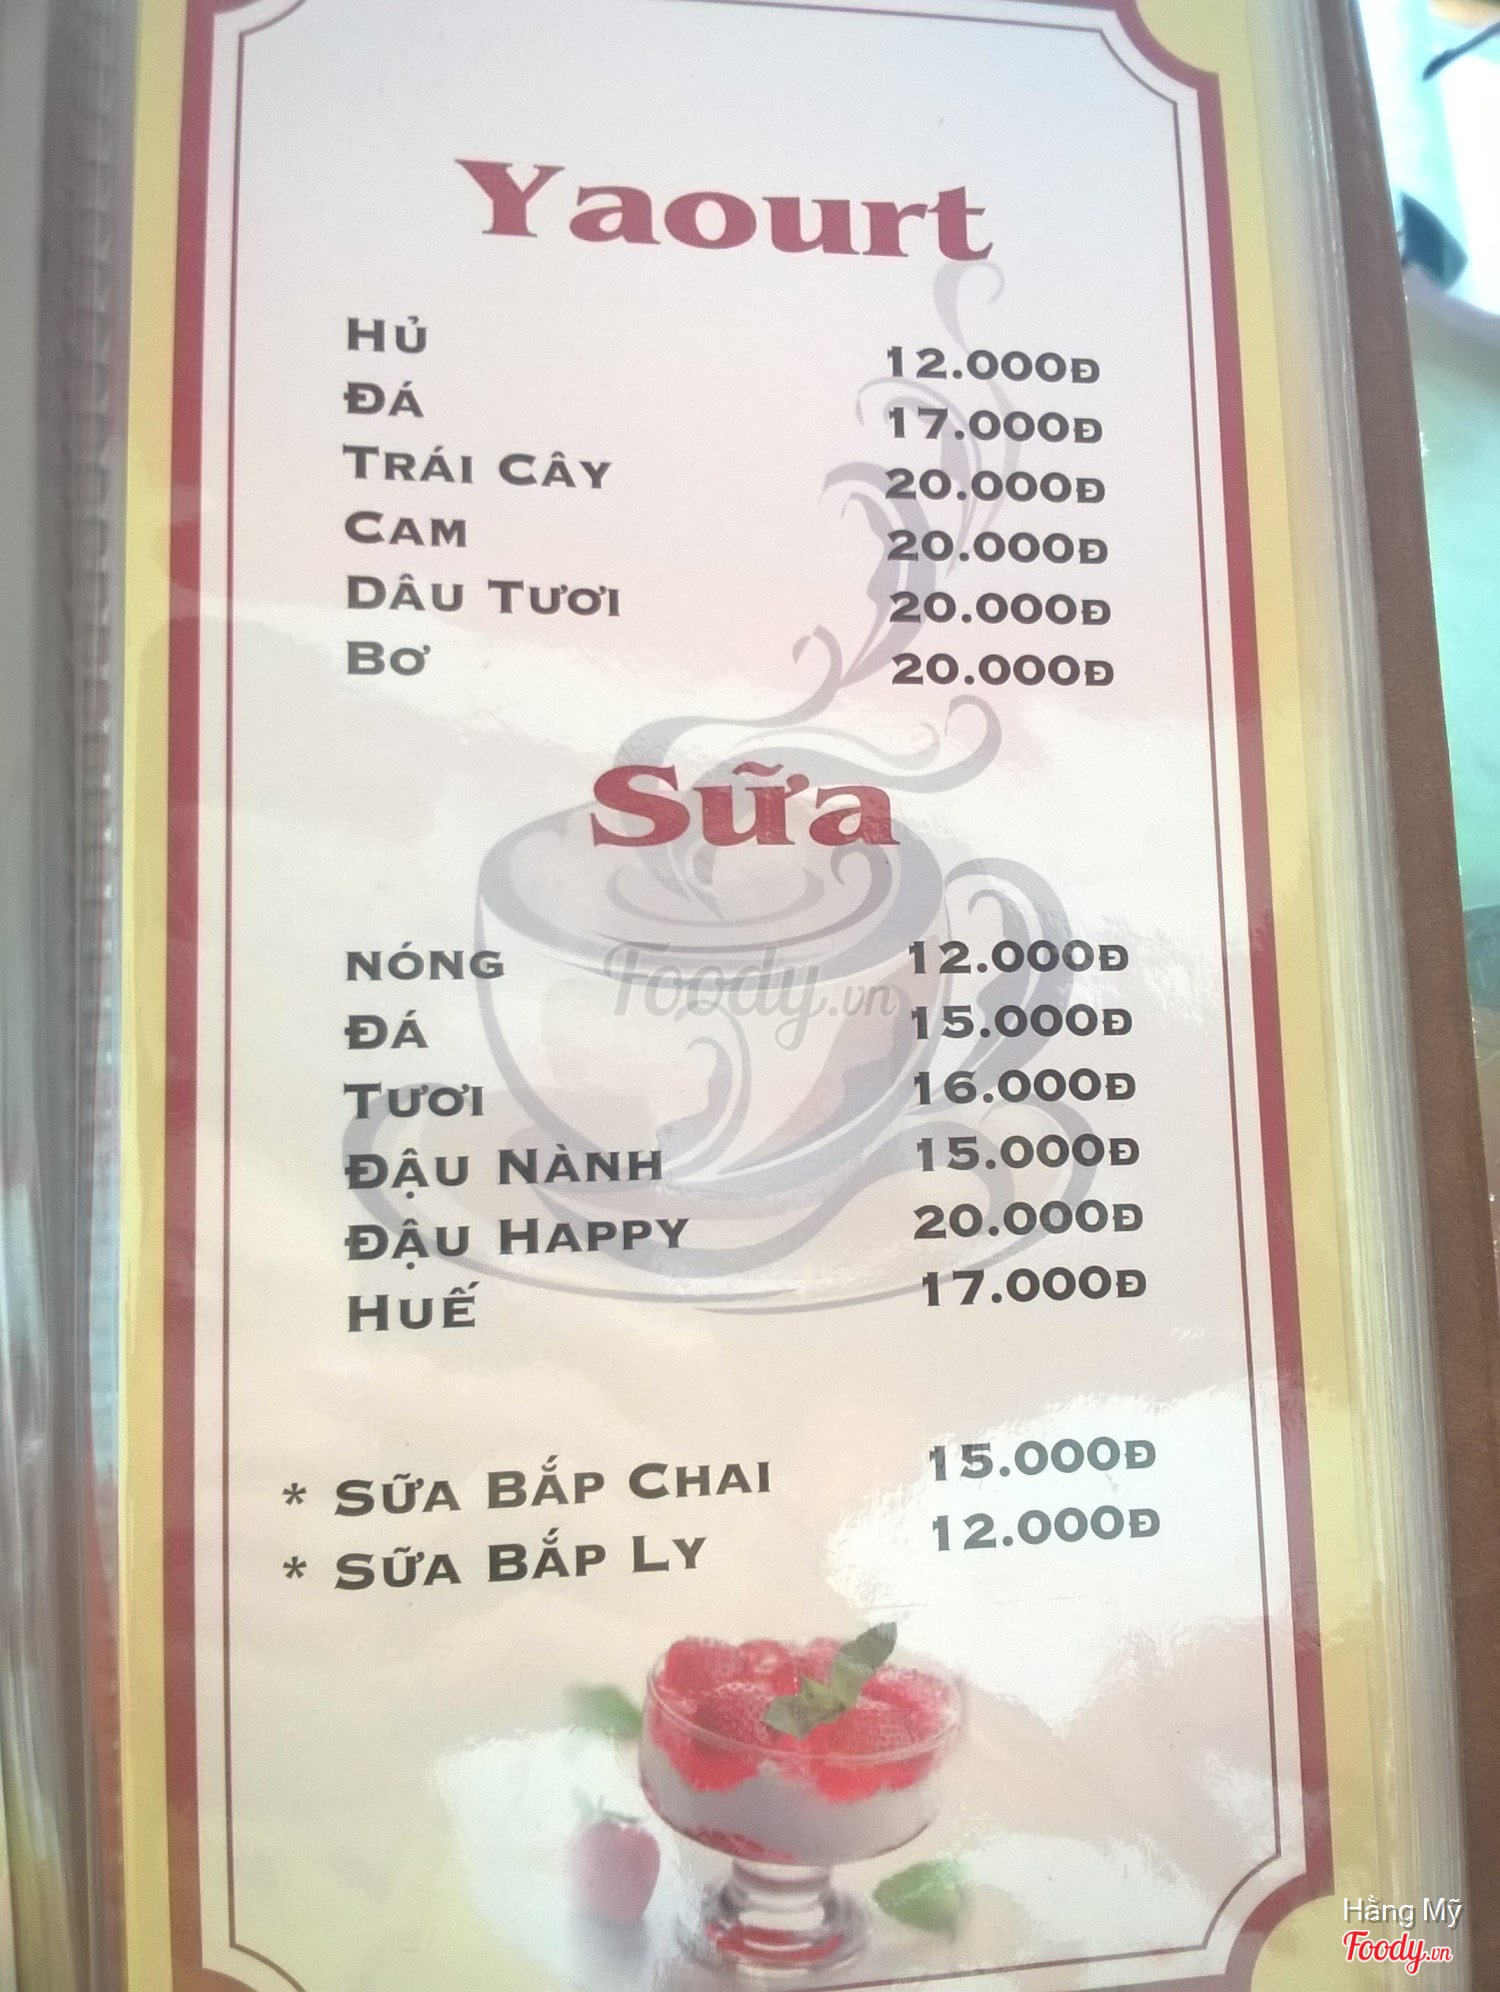 Yaourt
Hủ 12.000Đ
Đá 17.000Đ
Trái Cây 20.000Đ
Cam 20.000Đ
Dâu Tươi 20.000Đ
Bơ 20.000Đ
Sữa
Foody.vn
Nóng 12.000Đ
Đá 15.000Đ
Tươi 16.000Đ
Đậu Nành 15.000Đ
Đậu Happy 20.000Đ
Huế 17.000Đ
* Sữa Bắp Chai 15.000Đ
* Sữa Bắp Ly 12.000Đ
Hằng Mỹ
Foody.vn